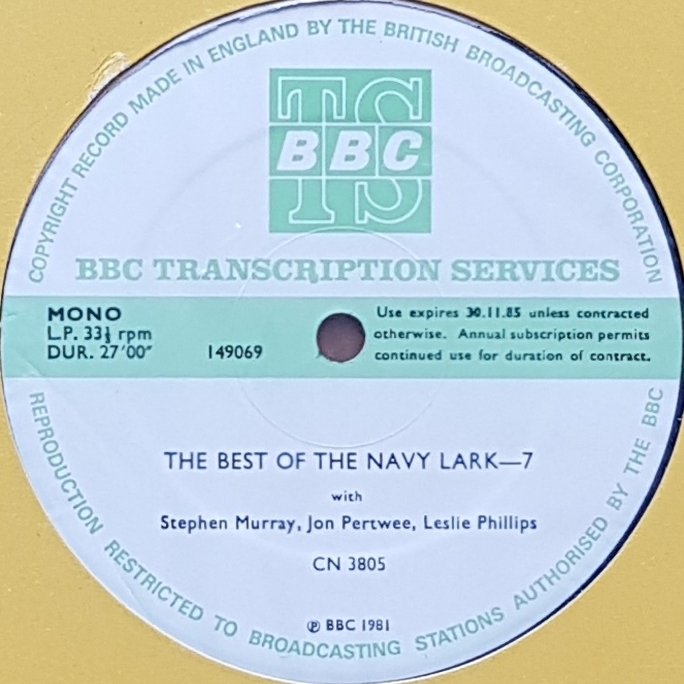 COPYRIGHT RECORD MADE IN ENGLAND BY THE BRITISH BROADCASTING CORPORATION
TS
BBC
BBC TRANSCRIPTION SERVICES
MONO
L.P. 33⅓ rpm
DUR. 27′00″
149069
Use expires 30.11.85 unless contracted
otherwise. Annual subscription permits
continued use for duration of contract.
THE BEST OF THE NAVY LARK—7
with
Stephen Murray, Jon Pertwee, Leslie Phillips
CN 3805
℗ BBC 1981
REPRODUCTION RESTRICTED TO BROADCASTING STATIONS AUTHORISED BY THE BBC